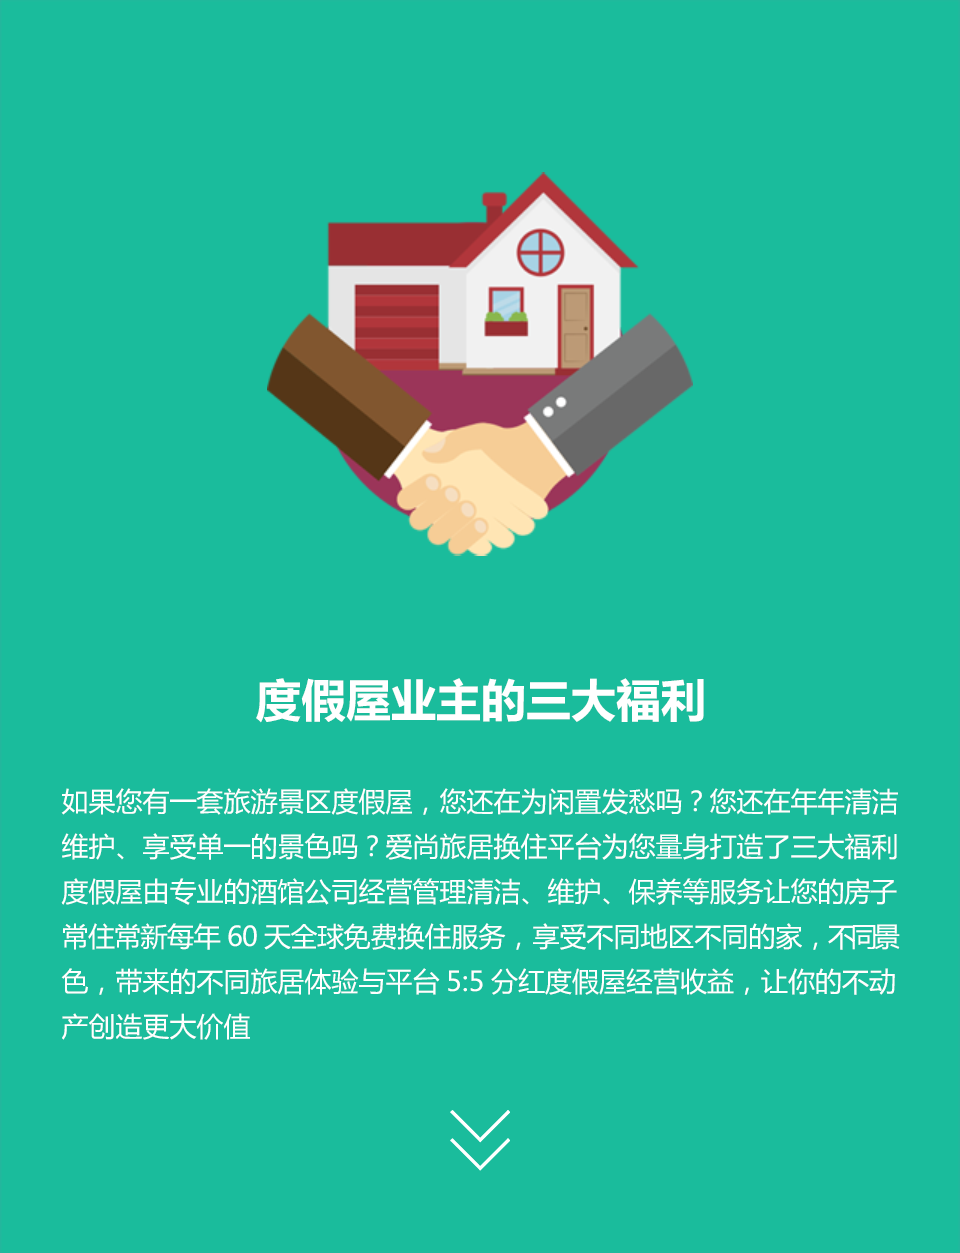 度假屋业主的三大福利
如果您有一套旅游景区度假屋，您还在为闲置发愁吗？您还在年年清洁
维护、享受单一的景色吗？爱尚旅居换住平台为您量身打造了三大福利
度假屋由专业的酒馆公司经营管理清洁、维护、保养等服务让您的房子
常住常新每年 60 天全球免费换住服务，享受不同地区不同的家，不同景
色，带来的不同旅居体验与平台 5:5 分红度假屋经营收益，让你的不动
产创造更大价值